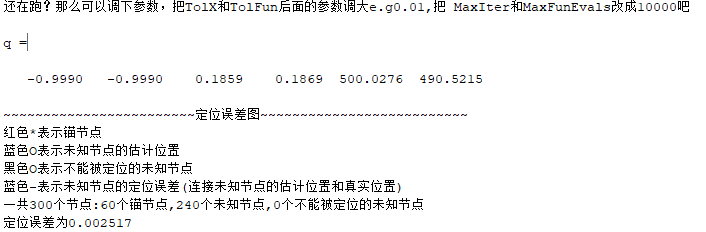 还在跑？那么可以调下参数，把TolX和TolFun后面的参数调大e.g0.01,把 MaxIter和MaxFunEvals改成10000吧
q =
-0.9990 -0.9990 0.1859 0.1869 500.0276 490.5215
~~~~~~~~~~~~~~~~~~~~~~~~定位误差图~~~~~~~~~~~~~~~~~~~~~~~~~~
红色*表示锚节点
蓝色O表示未知节点的估计位置
黑色O表示不能被定位的未知节点
蓝色-表示未知节点的定位误差(连接未知节点的估计位置和真实位置)
一共300个节点:60个锚节点,240个未知节点,0个不能被定位的未知节点
定位误差为0.002517